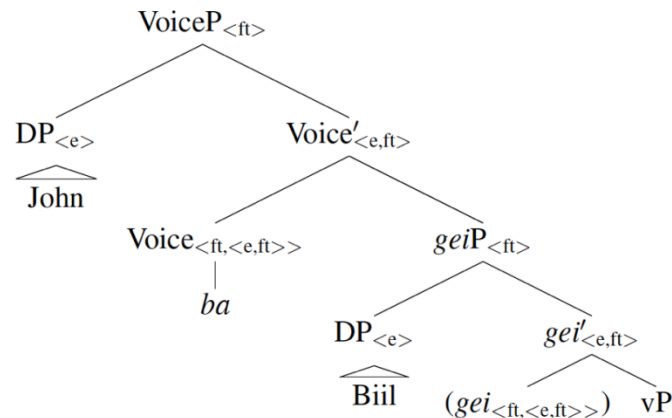 VoiceP<ft>
DP<e> Voice′<e,ft>
John
Voice<ft,<e,ft>> geiP<ft>
ba
DP<e> gei′<e,ft>
Biil (gei<ft,<e,ft>>) vP